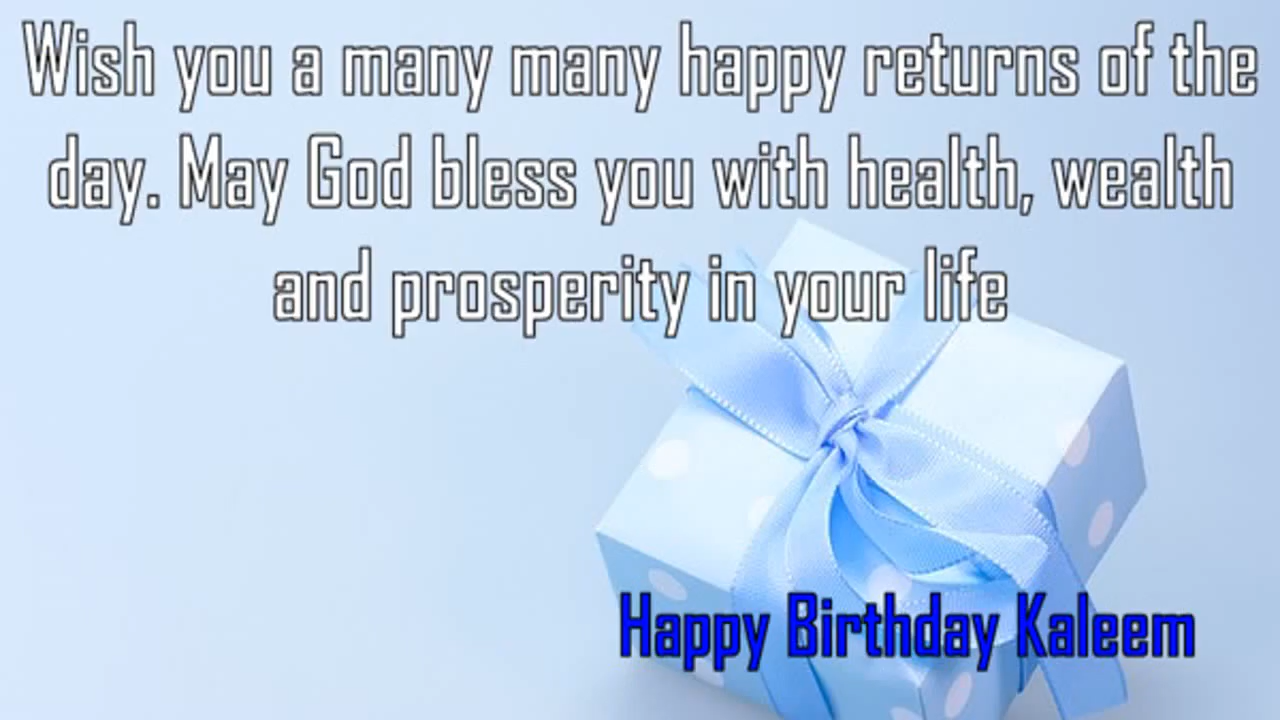 Wish you a many many happy returns of the
day. May God bless you with health, wealth
and prosperity in your life
Happy Birthday Kaleem